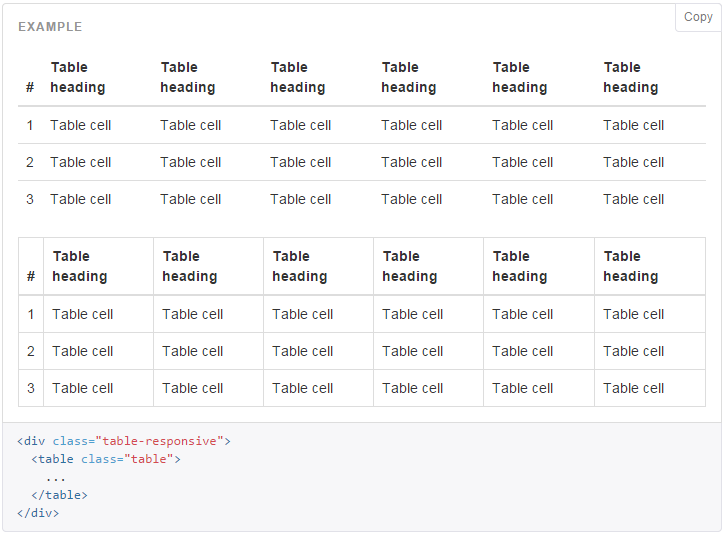 Copy
EXAMPLE
# Table heading Table heading Table heading Table heading Table heading Table heading
1 Table cell Table cell Table cell Table cell Table cell Table cell
2 Table cell Table cell Table cell Table cell Table cell Table cell
3 Table cell Table cell Table cell Table cell Table cell Table cell
# Table heading Table heading Table heading Table heading Table heading Table heading
1 Table cell Table cell Table cell Table cell Table cell Table cell
2 Table cell Table cell Table cell Table cell Table cell Table cell
3 Table cell Table cell Table cell Table cell Table cell Table cell
<div class="table-responsive">
  <table class="table">
    ...
  </table>
</div>